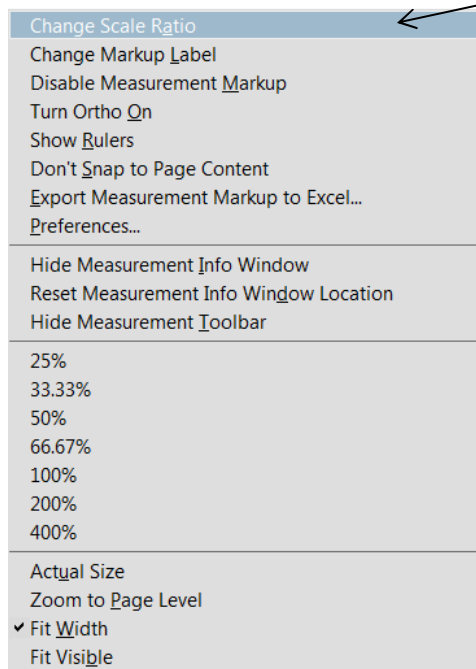 Change Scale Ratio
Change Markup Label
Disable Measurement Markup
Turn Ortho On
Show Rulers
Don't Snap to Page Content
Export Measurement Markup to Excel...
Preferences...
Hide Measurement Info Window
Reset Measurement Info Window Location
Hide Measurement Toolbar
25%
33.33%
50%
66.67%
100%
200%
400%
Actual Size
Zoom to Page Level
Fit Width
Fit Visible